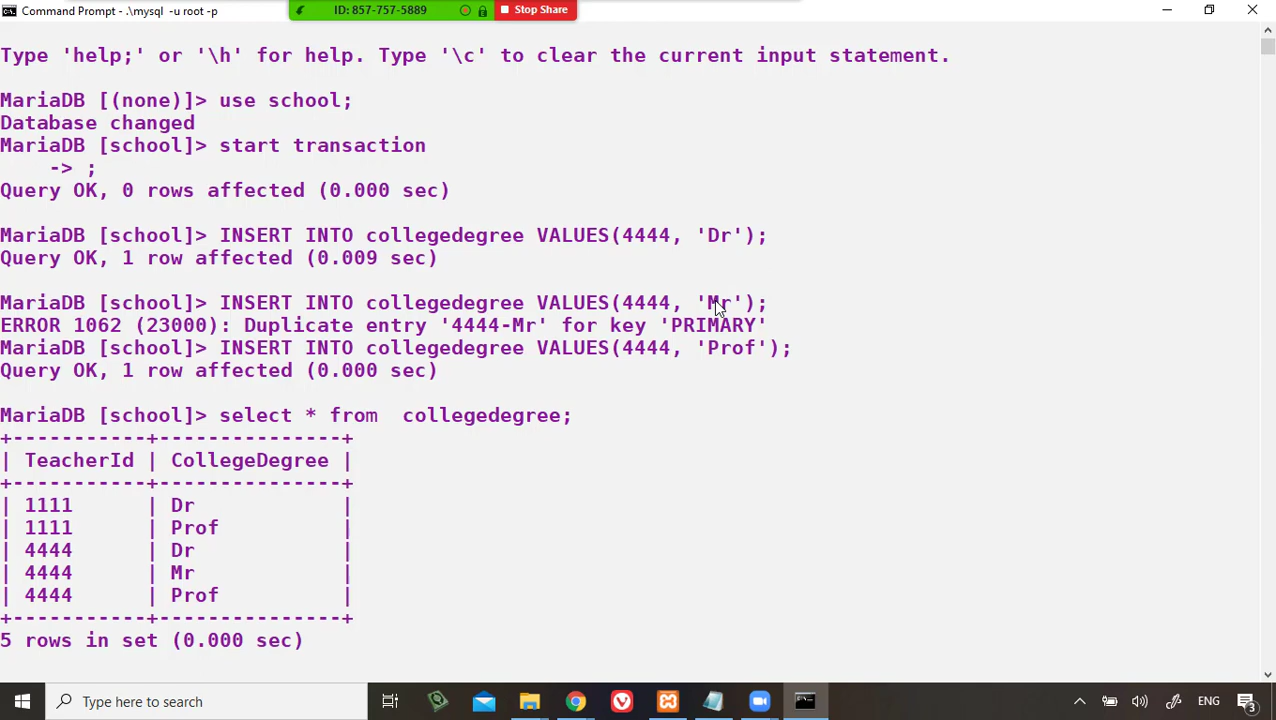 Command Prompt - .\mysql -u root -p
ID: 857-757-5889
Stop Share
Type 'help;' or '\h' for help. Type '\c' to clear the current input statement.
MariaDB [(none)]> use school;
Database changed
MariaDB [school]> start transaction
    -> ;
Query OK, 0 rows affected (0.000 sec)
MariaDB [school]> INSERT INTO collegedegree VALUES(4444, 'Dr');
Query OK, 1 row affected (0.009 sec)
MariaDB [school]> INSERT INTO collegedegree VALUES(4444, 'Mr');
ERROR 1062 (23000): Duplicate entry '4444-Mr' for key 'PRIMARY'
MariaDB [school]> INSERT INTO collegedegree VALUES(4444, 'Prof');
Query OK, 1 row affected (0.000 sec)
MariaDB [school]> select * from  collegedegree;
+-----------+---------------+
| TeacherId | CollegeDegree |
+-----------+---------------+
| 1111      | Dr            |
| 1111      | Prof          |
| 4444      | Dr            |
| 4444      | Mr            |
| 4444      | Prof          |
+-----------+---------------+
5 rows in set (0.000 sec)
Type here to search
ENG
3